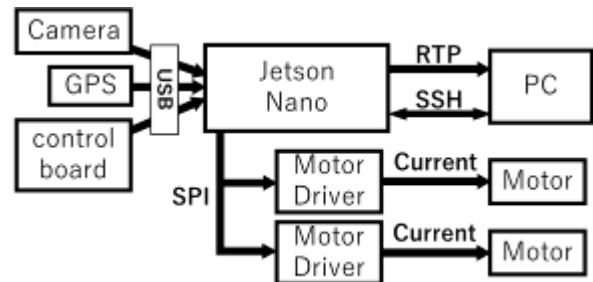 Camera
GPS
control
board
USB
Jetson
Nano
RTP
SSH
PC
SPI
Motor
Driver
Current
Motor
Motor
Driver
Current
Motor